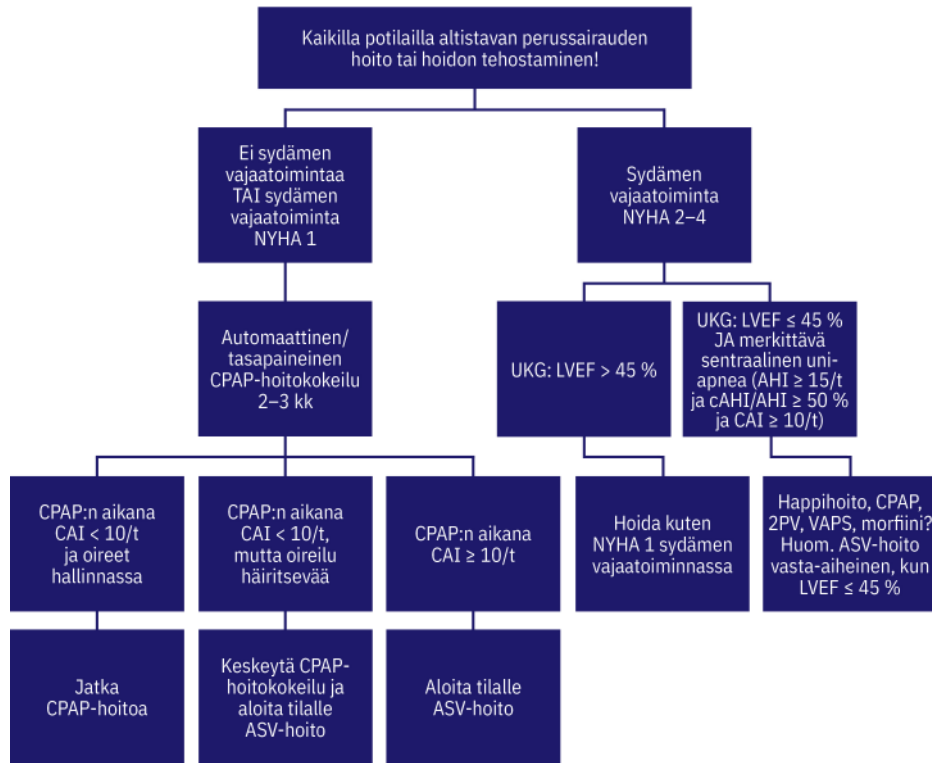 Kaikilla potilailla altistavan perussairauden
hoito tai hoidon tehostaminen!
Ei sydämen
vajaatoimintaa
TAI sydämen
vajaatoiminta
NYHA 1
Sydämen
vajaatoiminta
NYHA 2–4
Automaattinen/
tasapaineinen
CPAP-hoitokokeilu
2–3 kk
UKG: LVEF > 45 %
UKG: LVEF ≤ 45 %
JA merkittävä
sentraalinen uni-
apnea (AHI ≥ 15/t
ja cAHI/AHI ≥ 50 %
ja CAI ≥ 10/t)
CPAP:n aikana
CAI < 10/t
ja oireet
hallinnassa
CPAP:n aikana
CAI < 10/t,
mutta oireilu
häiritsevää
CPAP:n aikana
CAI ≥ 10/t
Hoida kuten
NYHA 1 sydämen
vajaatoiminnassa
Happihoito, CPAP,
2PV, VAPS, morfiini?
Huom. ASV-hoito
vasta-aiheinen, kun
LVEF ≤ 45 %
Jatka
CPAP-hoitoa
Keskeytä CPAP-
hoitokokeilu ja
aloita tilalle
ASV-hoito
Aloita tilalle
ASV-hoito